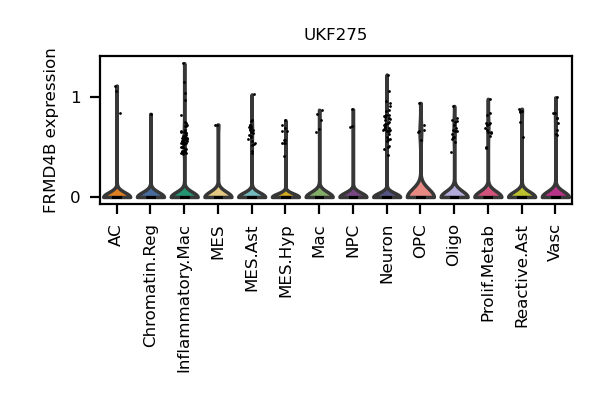 UKF275
FRMD4B expression
1
0
AC
Chromatin.Reg
Inflammatory.Mac
MES
MES.Ast
MES.Hyp
Mac
NPC
Neuron
OPC
Oligo
Prolif.Metab
Reactive.Ast
Vasc